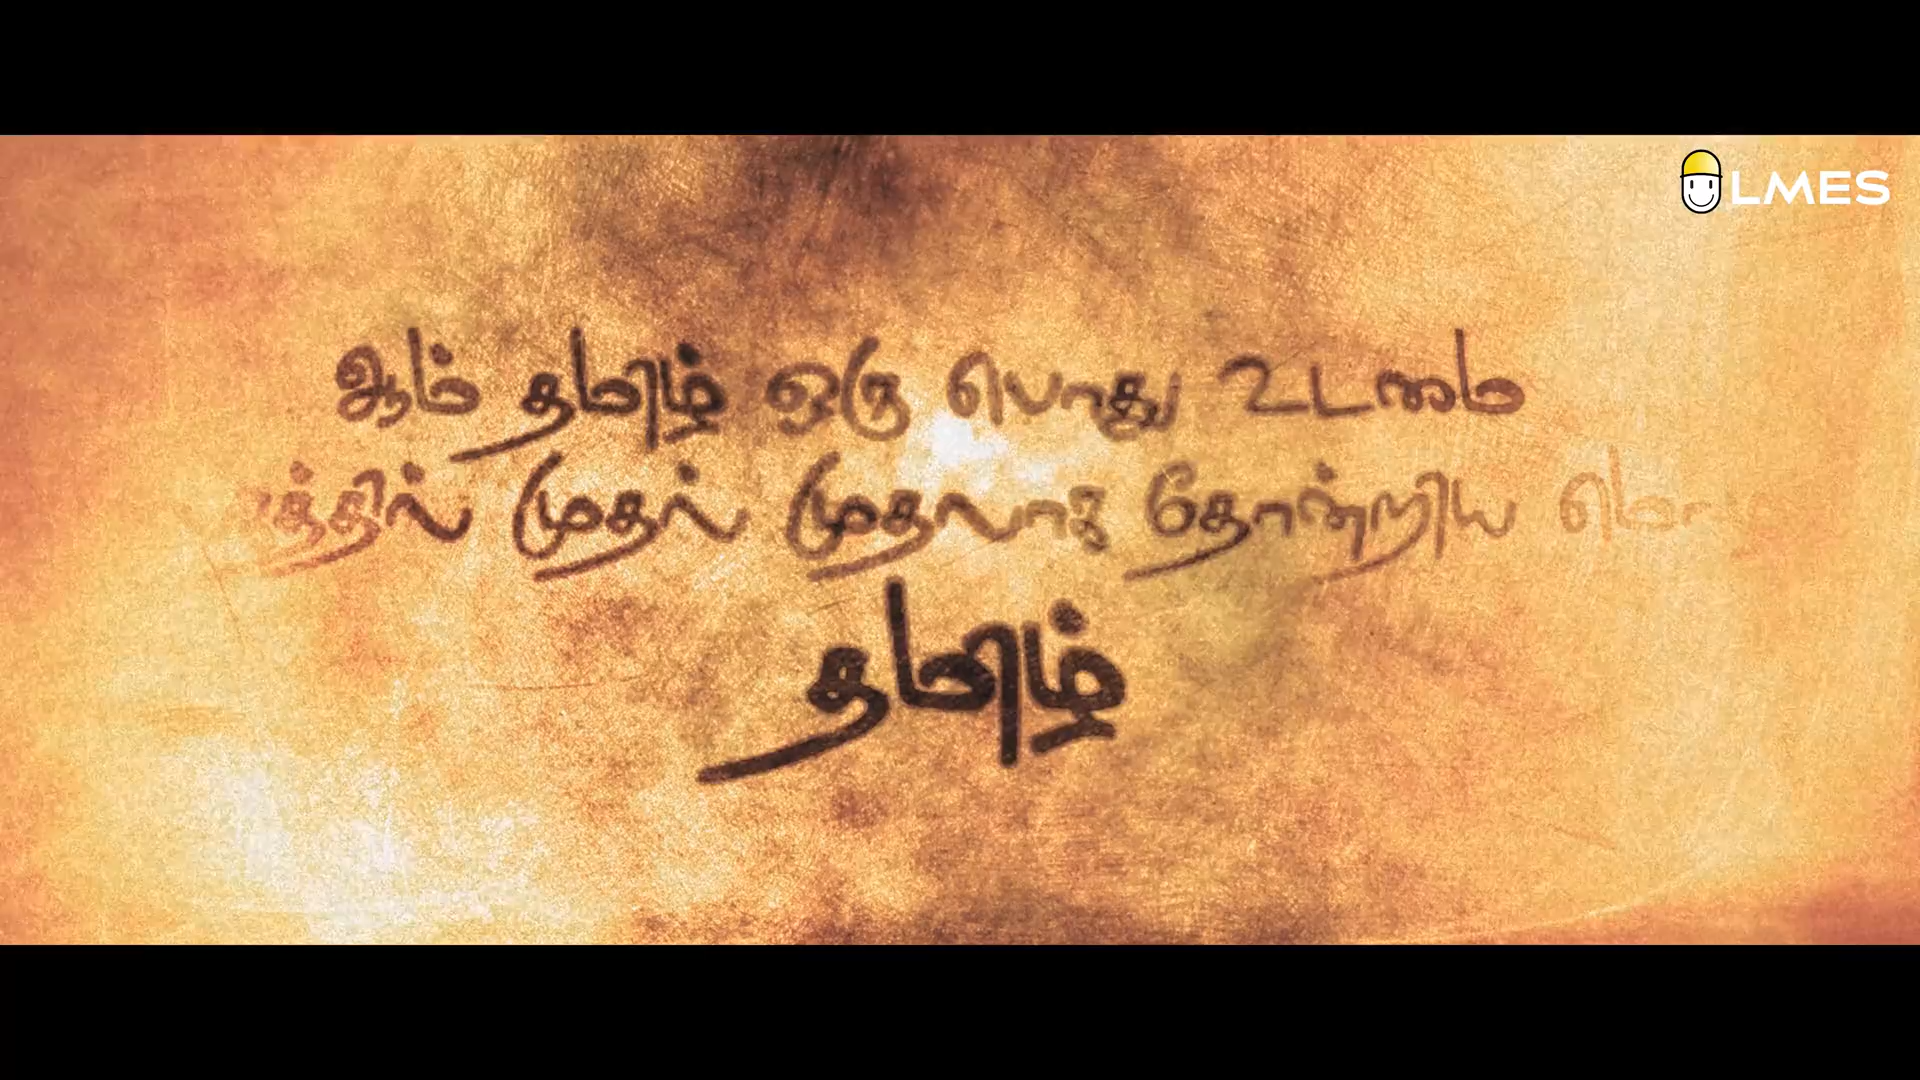 LMES
ஆம் தமிழ் ஒரு பொது உடமை
முதல் முதலாக தோன்றிய
தமிழ்